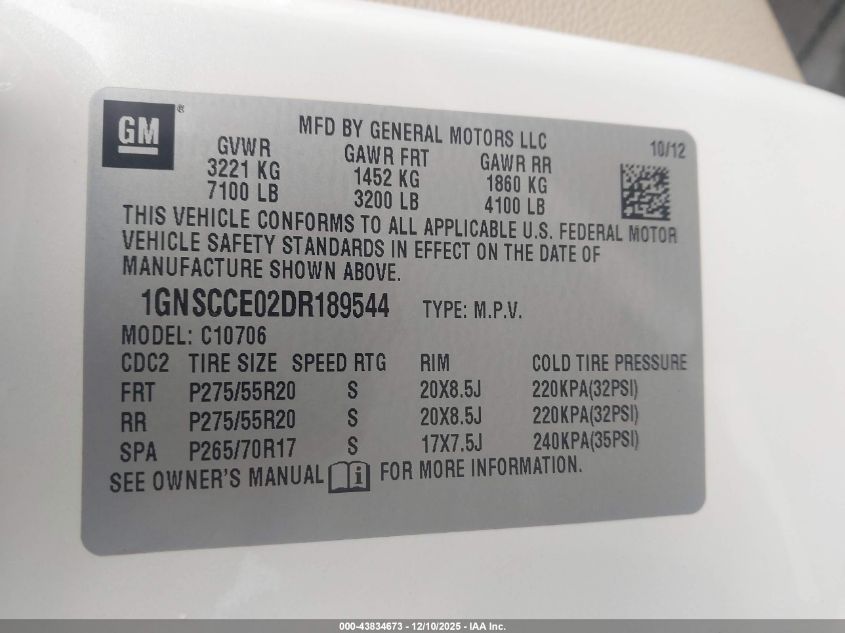 GM ®
MFD BY GENERAL MOTORS LLC
10/12
GVWR GAWR FRT GAWR RR
3221 KG 1452 KG 1860 KG
7100 LB 3200 LB 4100 LB
THIS VEHICLE CONFORMS TO ALL APPLICABLE U.S. FEDERAL MOTOR
VEHICLE SAFETY STANDARDS IN EFFECT ON THE DATE OF
MANUFACTURE SHOWN ABOVE.
1GNSCCE02DR189544 TYPE: M.P.V.
MODEL: C10706
CDC2 TIRE SIZE SPEED RTG RIM COLD TIRE PRESSURE
FRT P275/55R20 S 20X8.5J 220KPA(32PSI)
RR P275/55R20 S 20X8.5J 220KPA(32PSI)
SPA P265/70R17 S 17X7.5J 240KPA(35PSI)
SEE OWNER'S MANUAL i FOR MORE INFORMATION.
000-43834673 - 12/10/2025 - IAA Inc.